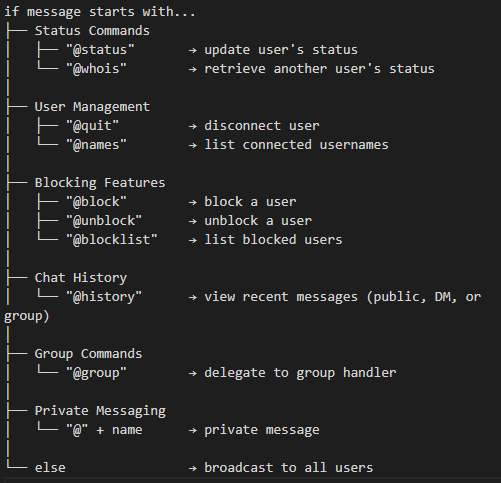 if message starts with...
├── Status Commands
│   ├── "@status"       → update user's status
│   └── "@whois"        → retrieve another user's status
│
├── User Management
│   ├── "@quit"         → disconnect user
│   └── "@names"        → list connected usernames
│
├── Blocking Features
│   ├── "@block"        → block a user
│   ├── "@unblock"      → unblock a user
│   └── "@blocklist"    → list blocked users
│
├── Chat History
│   └── "@history"      → view recent messages (public, DM, or
group)
│
├── Group Commands
│   └── "@group"        → delegate to group handler
│
├── Private Messaging
│   └── "@" + name      → private message
│
└── else                → broadcast to all users